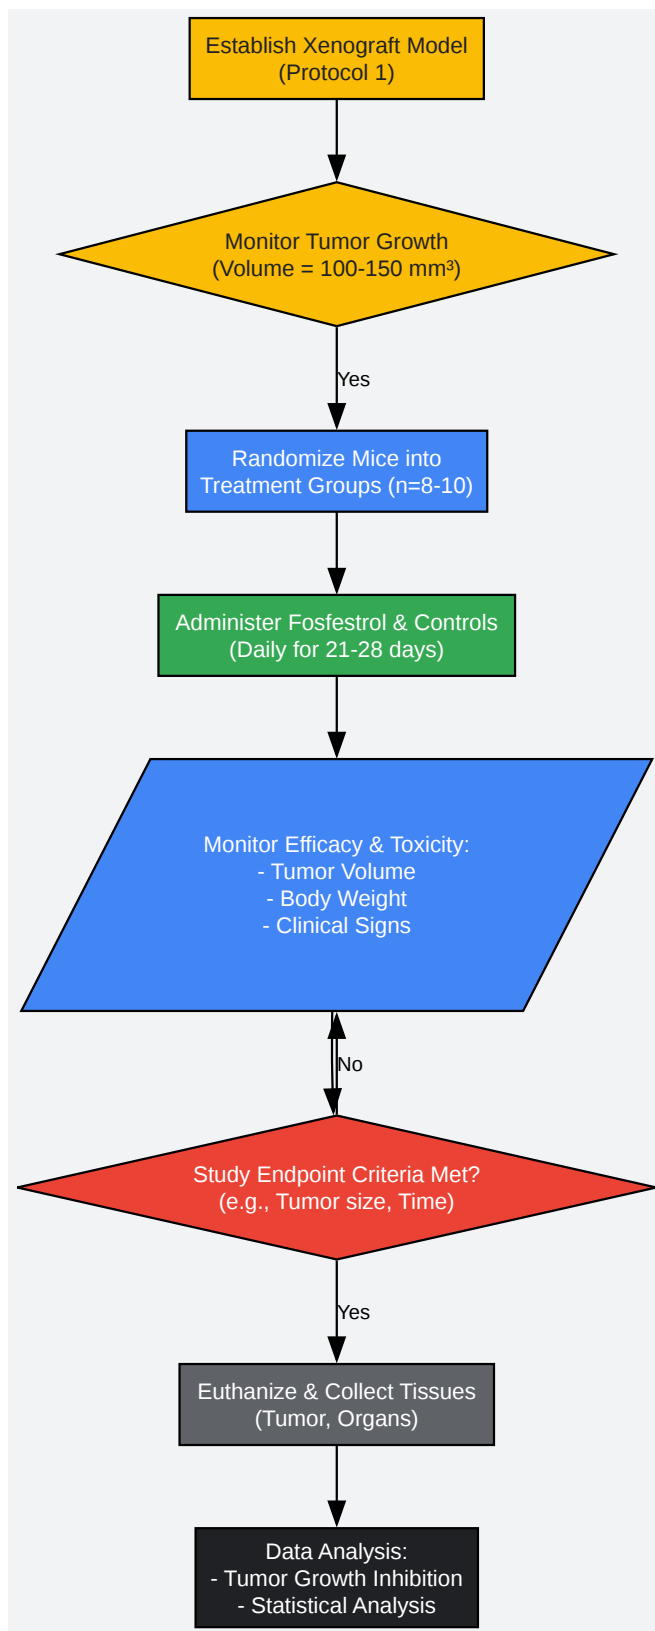 Establish Xenograft Model
(Protocol 1)
Monitor Tumor Growth
(Volume = 100-150 mm³)
Yes
Randomize Mice into
Treatment Groups (n=8-10)
Administer Fosfestrol & Controls
(Daily for 21-28 days)
Monitor Efficacy & Toxicity:
- Tumor Volume
- Body Weight
- Clinical Signs
No
Study Endpoint Criteria Met?
(e.g., Tumor size, Time)
Yes
Euthanize & Collect Tissues
(Tumor, Organs)
Data Analysis:
- Tumor Growth Inhibition
- Statistical Analysis